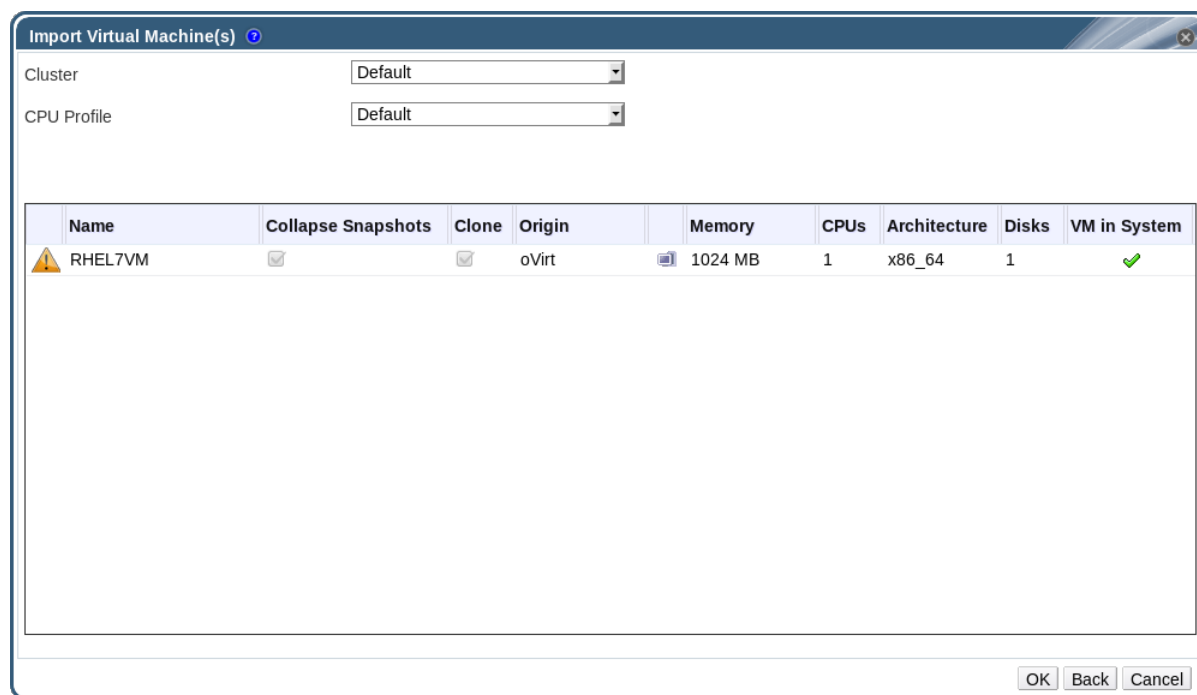 Import Virtual Machine(s) ?
Cluster Default
CPU Profile Default
Name Collapse Snapshots Clone Origin Memory CPUs Architecture Disks VM in System
RHEL7VM oVirt 1024 MB 1 x86_64 1
OK Back Cancel